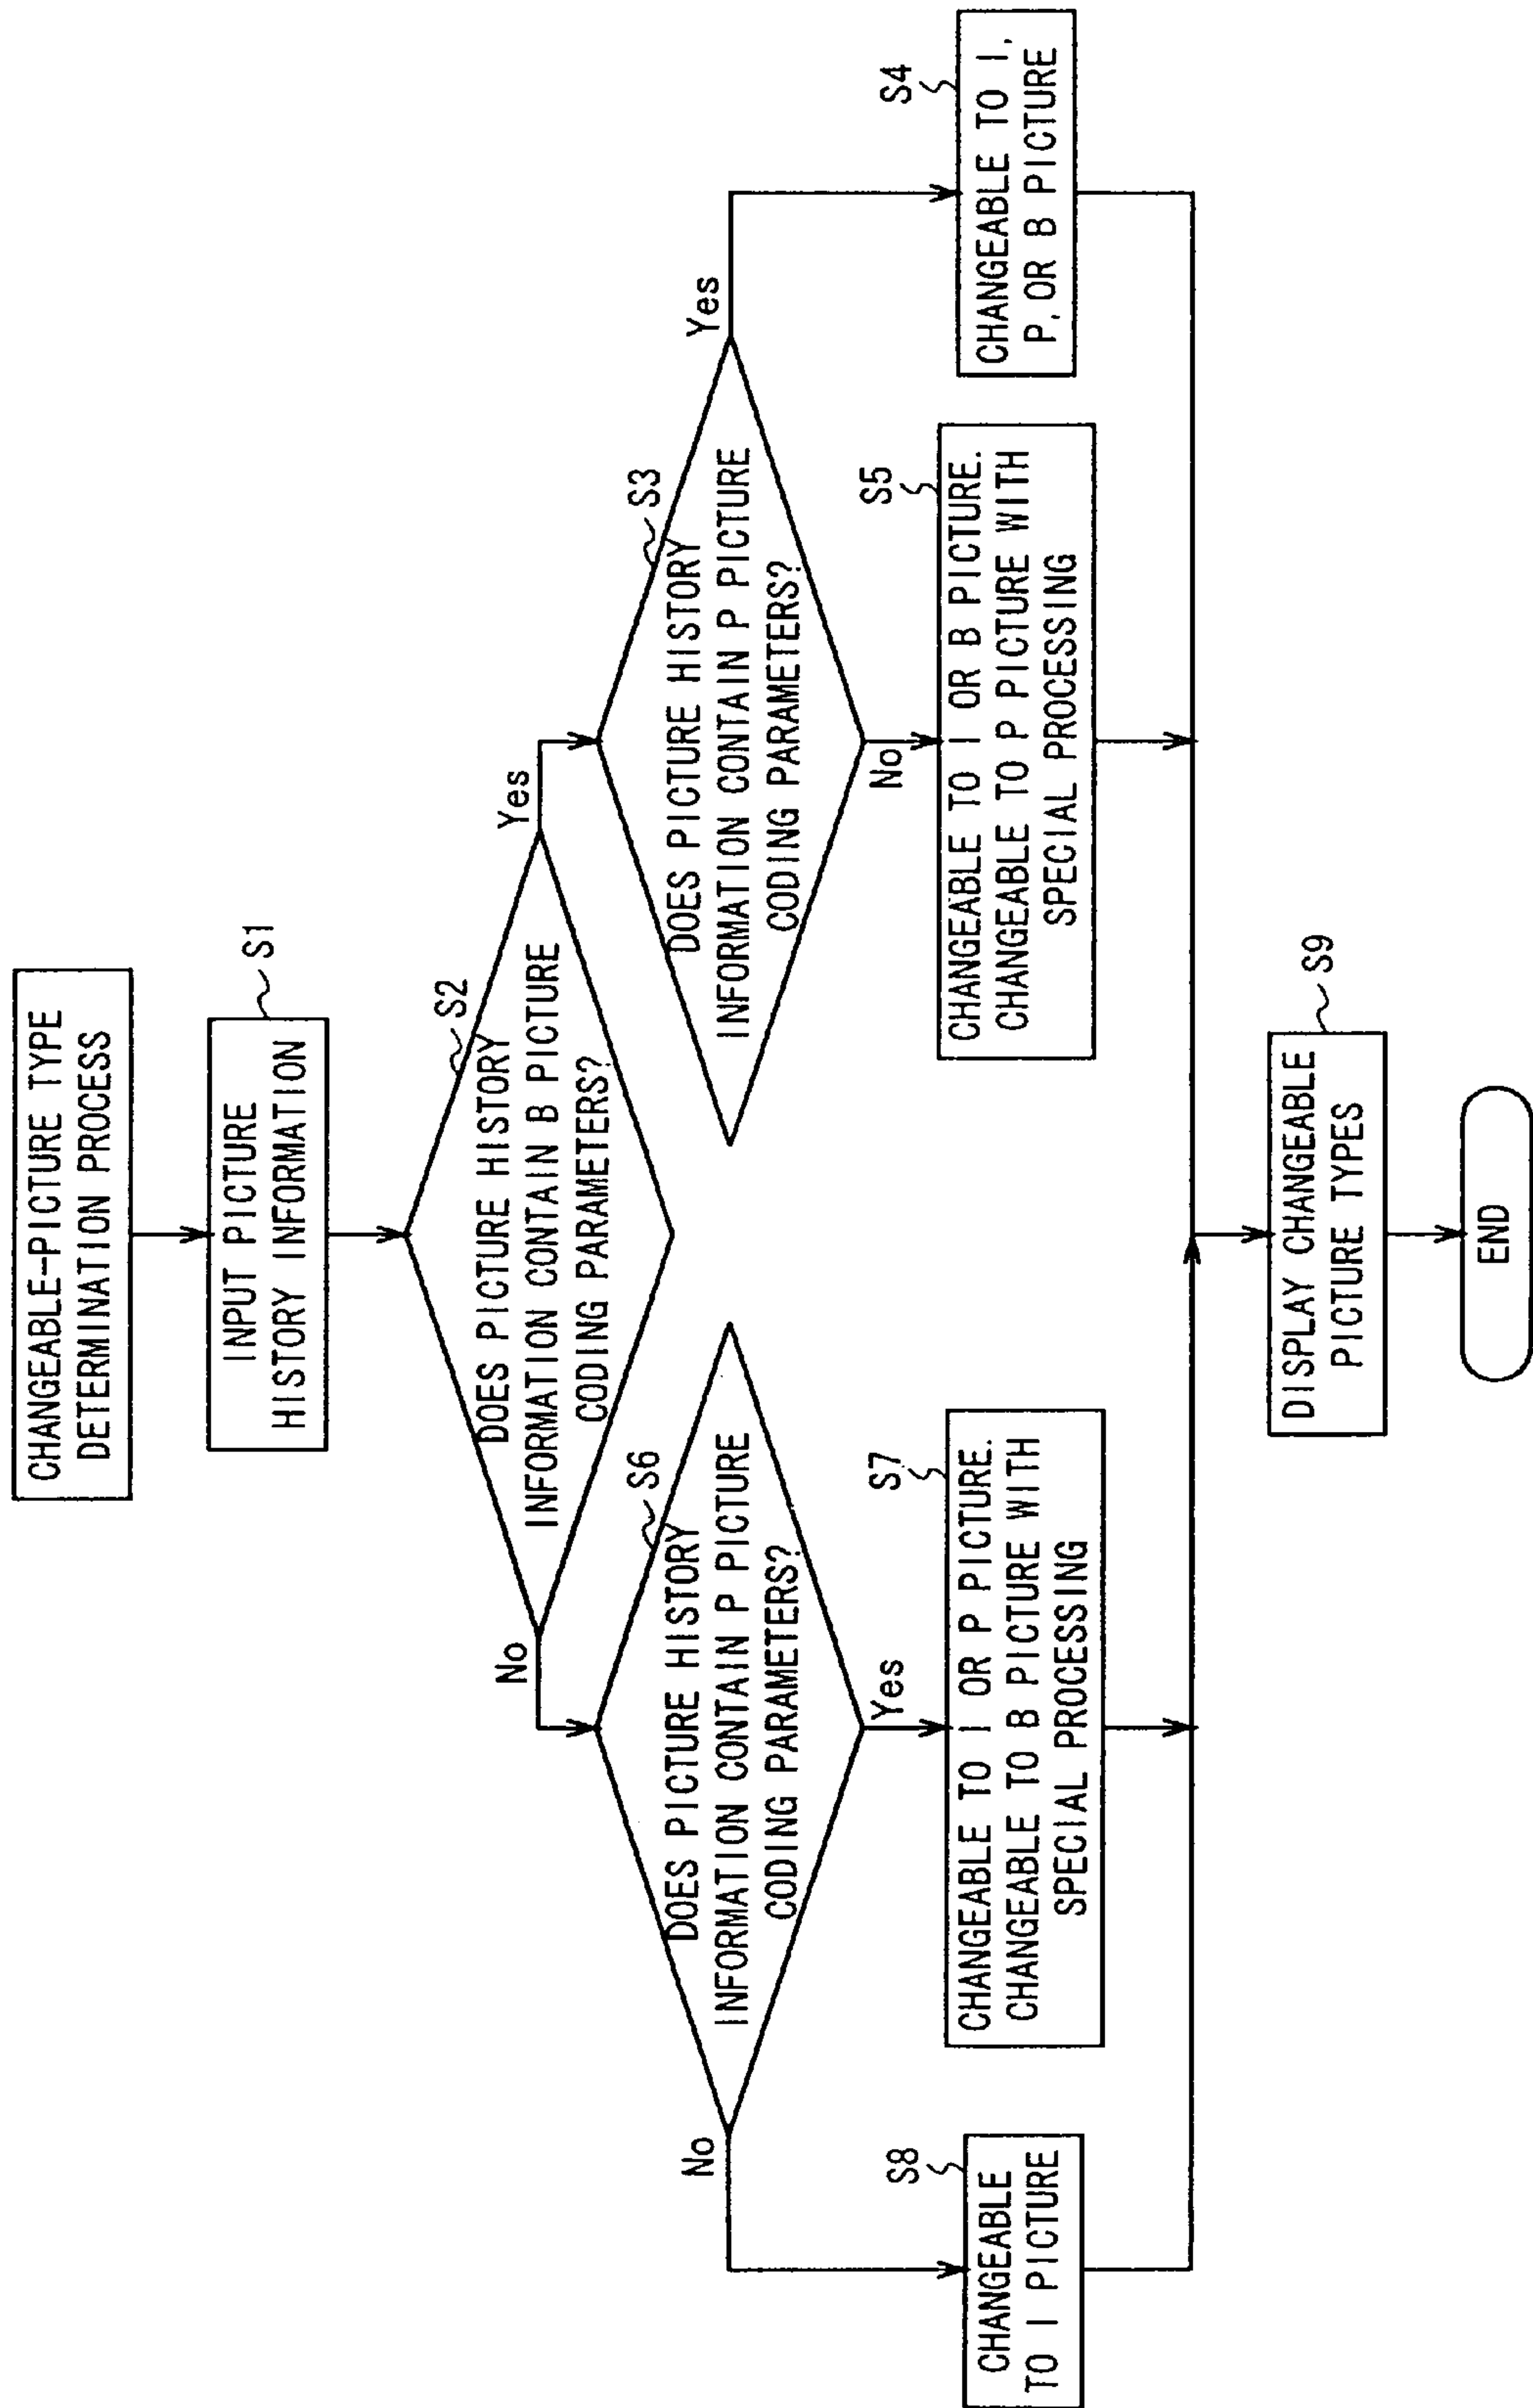 CHANGEABLE-PICTURE TYPE
DETERMINATION PROCESS
INPUT PICTURE
HISTORY INFORMATION
S1
DOES PICTURE HISTORY
INFORMATION CONTAIN B PICTURE
CODING PARAMETERS?
S2
No
Yes
DOES PICTURE HISTORY
INFORMATION CONTAIN P PICTURE
CODING PARAMETERS?
S6
DOES PICTURE HISTORY
INFORMATION CONTAIN P PICTURE
CODING PARAMETERS?
S3
No
Yes
No
Yes
CHANGEABLE
TO I PICTURE
S8
CHANGEABLE TO I OR P PICTURE.
CHANGEABLE TO B PICTURE WITH
SPECIAL PROCESSING
S7
CHANGEABLE TO I OR B PICTURE.
CHANGEABLE TO P PICTURE WITH
SPECIAL PROCESSING
S5
CHANGEABLE TO I,
P, OR B PICTURE
S4
DISPLAY CHANGEABLE
PICTURE TYPES
S9
END